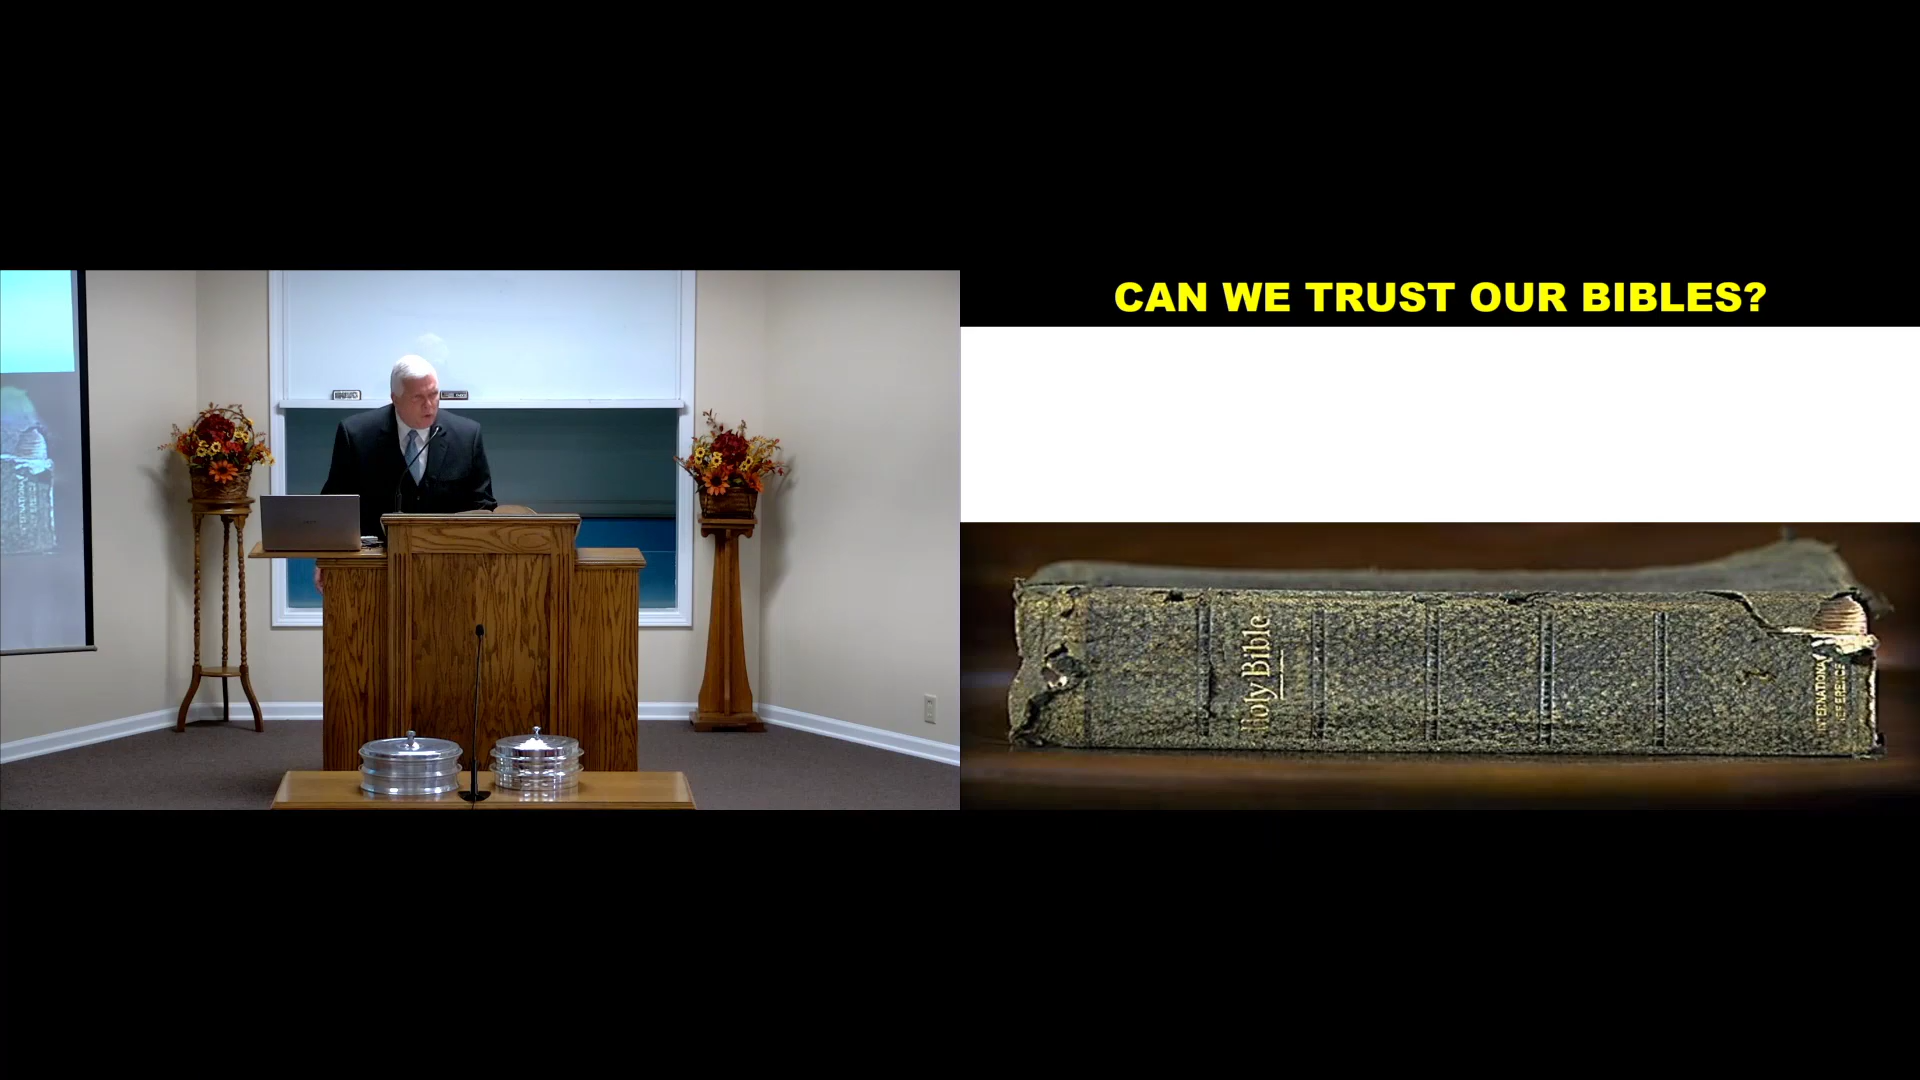 CAN WE TRUST OUR BIBLES?
Holy Bible
INTERNATIONAL
REFERENCE